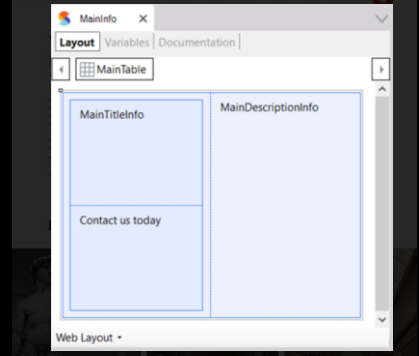 MainInfo
Layout Variables Documentation
MainTable
MainTitleInfo
MainDescriptionInfo
Contact us today
Web Layout